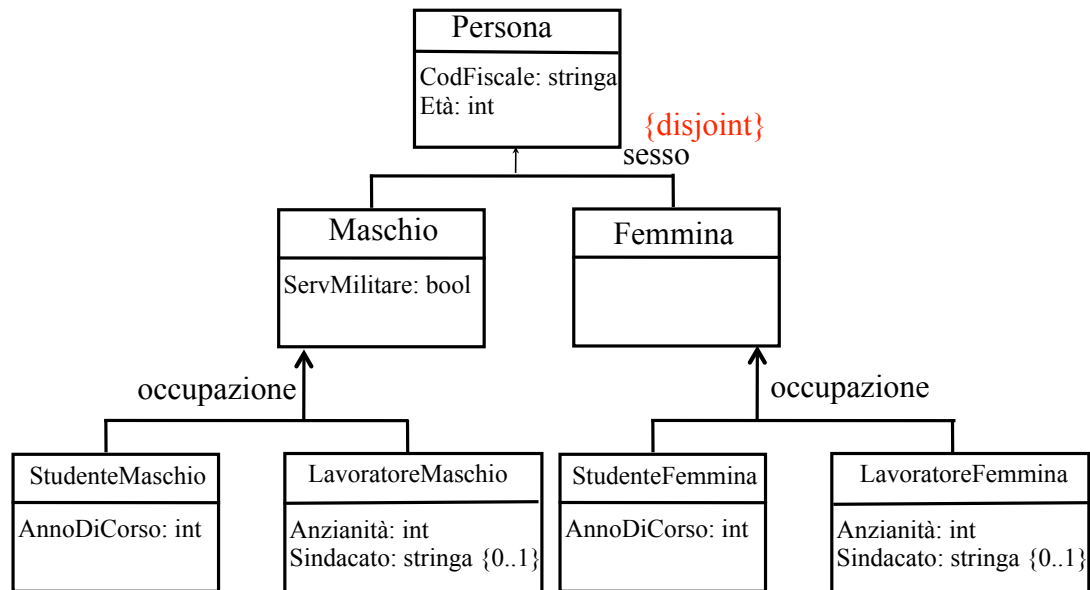 Persona
CodFiscale: stringa
Età: int
{disjoint}
sesso
Maschio
ServMilitare: bool
Femmina
occupazione
occupazione
StudenteMaschio
AnnoDiCorso: int
LavoratoreMaschio
Anzianità: int
Sindacato: stringa {0..1}
StudenteFemmina
AnnoDiCorso: int
LavoratoreFemmina
Anzianità: int
Sindacato: stringa {0..1}